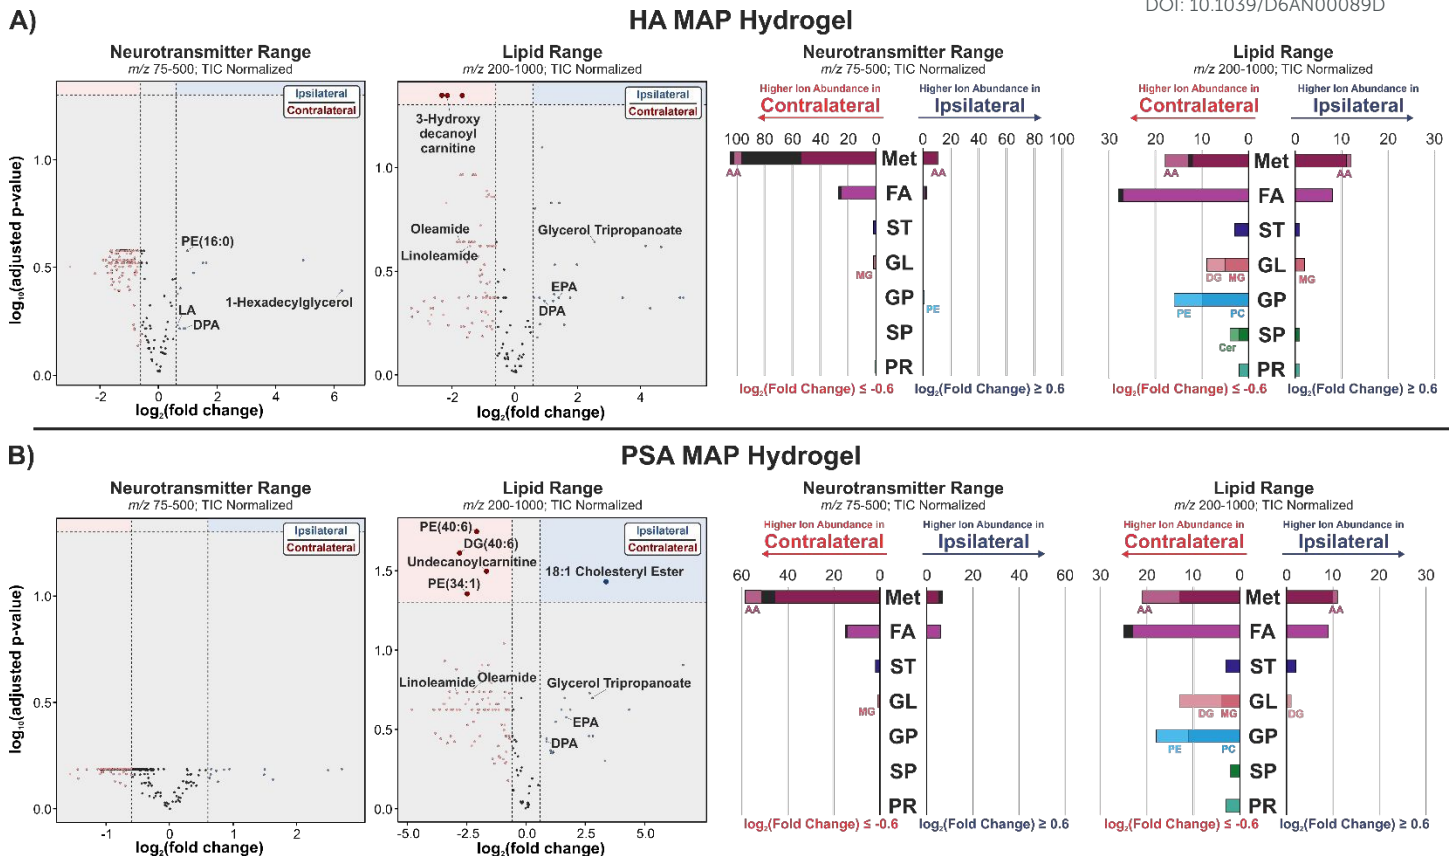 DOI: 10.1039/D6AN00089D
A)
HA MAP Hydrogel
Neurotransmitter Range
m/z 75-500; TIC Normalized
Ipsilateral
Contralateral
log₁₀(adjusted p-value)
1.0
0.5
0.0
PE(16:0)
1-Hexadecylglycerol
LA
DPA
-2
0
2
4
6
log₂(fold change)
Lipid Range
m/z 200-1000; TIC Normalized
Ipsilateral
Contralateral
1.0
0.5
0.0
3-Hydroxy
decanoyl
carnitine
Oleamide
Linoleamide
Glycerol Tripropanoate
EPA
DPA
-2
0
2
4
log₂(fold change)
Neurotransmitter Range
m/z 75-500; TIC Normalized
Higher Ion Abundance in
Contralateral
Higher Ion Abundance in
Ipsilateral
100 80 60 40 20 0
0 20 40 60 80 100
Met
AA
AA
FA
ST
GL
MG
GP
PE
SP
PR
log₂(Fold Change) ≤ -0.6
log₂(Fold Change) ≥ 0.6
Lipid Range
m/z 200-1000; TIC Normalized
Higher Ion Abundance in
Contralateral
Higher Ion Abundance in
Ipsilateral
30 20 10 0
0 10 20 30
Met
AA
AA
FA
ST
GL
DG MG
MG
GP
PE PC
SP
Cer
PR
log₂(Fold Change) ≤ -0.6
log₂(Fold Change) ≥ 0.6
B)
PSA MAP Hydrogel
Neurotransmitter Range
m/z 75-500; TIC Normalized
Ipsilateral
Contralateral
log₁₀(adjusted p-value)
1.0
0.5
0.0
-1
0
1
2
log₂(fold change)
Lipid Range
m/z 200-1000; TIC Normalized
Ipsilateral
Contralateral
1.5
1.0
0.5
0.0
PE(40:6)
DG(40:6)
Undecanoylcarnitine
PE(34:1)
18:1 Cholesteryl Ester
Linoleamide
Oleamide
Glycerol Tripropanoate
EPA
DPA
-5.0
-2.5
0.0
2.5
5.0
log₂(fold change)
Neurotransmitter Range
m/z 75-500; TIC Normalized
Higher Ion Abundance in
Contralateral
Higher Ion Abundance in
Ipsilateral
60 40 20 0
0 20 40 60
Met
AA
FA
ST
GL
MG
GP
SP
PR
log₂(Fold Change) ≤ -0.6
log₂(Fold Change) ≥ 0.6
Lipid Range
m/z 200-1000; TIC Normalized
Higher Ion Abundance in
Contralateral
Higher Ion Abundance in
Ipsilateral
30 20 10 0
0 10 20 30
Met
AA
AA
FA
ST
GL
DG MG
DG
GP
PE PC
SP
PR
log₂(Fold Change) ≤ -0.6
log₂(Fold Change) ≥ 0.6